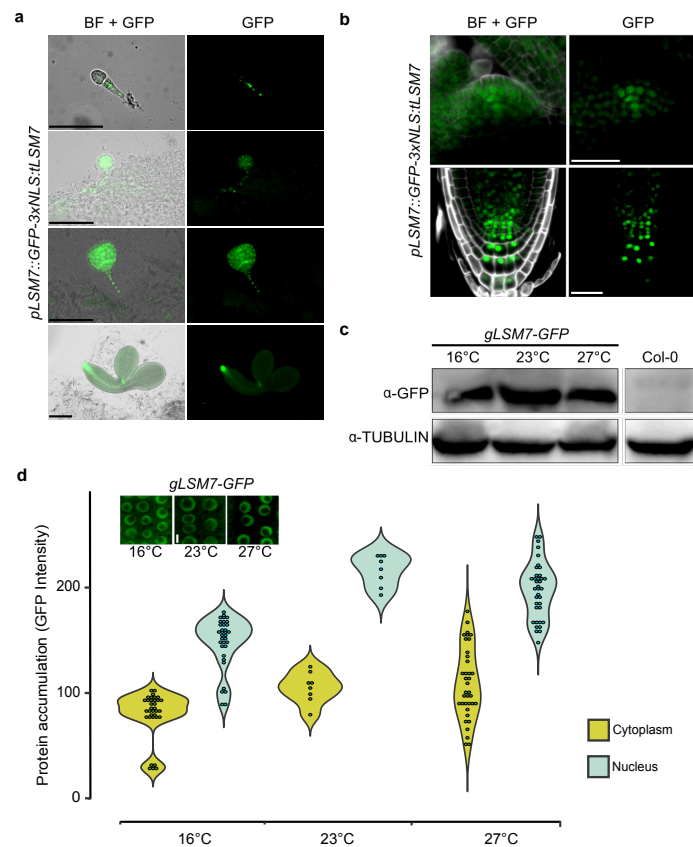 a
BF + GFP
GFP
pLSM7::GFP-3xNLS:tLSM7
b
BF + GFP
GFP
pLSM7::GFP-3xNLS:tLSM7
c
gLSM7-GFP
16°C 23°C 27°C Col-0
α-GFP
α-TUBULIN
d
gLSM7-GFP
16°C 23°C 27°C
Protein accumulation (GFP Intensity)
200
100
0
Cytoplasm
Nucleus
16°C 23°C 27°C